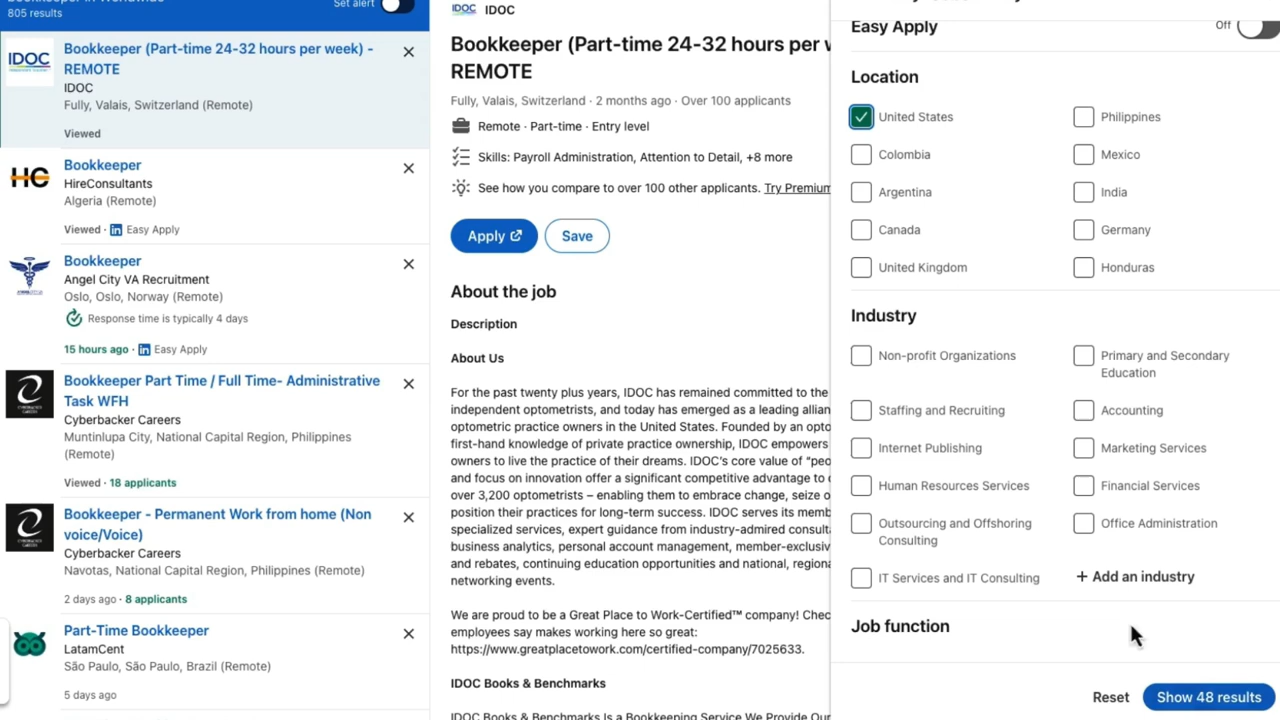 805 results
Set alert
IDOC
Bookkeeper (Part-time 24-32 hours per week) -
REMOTE
IDOC
Fully, Valais, Switzerland (Remote)
Viewed
HC
Bookkeeper
HireConsultants
Algeria (Remote)
Viewed · in Easy Apply
Bookkeeper
Angel City VA Recruitment
Oslo, Oslo, Norway (Remote)
Response time is typically 4 days
15 hours ago · in Easy Apply
Bookkeeper Part Time / Full Time- Administrative
Task WFH
Cyberbacker Careers
Muntinlupa City, National Capital Region, Philippines
(Remote)
Viewed · 18 applicants
Bookkeeper - Permanent Work from home (Non
voice/Voice)
Cyberbacker Careers
Navotas, National Capital Region, Philippines (Remote)
2 days ago · 8 applicants
Part-Time Bookkeeper
LatamCent
São Paulo, São Paulo, Brazil (Remote)
5 days ago
IDOC IDOC
Bookkeeper (Part-time 24-32 hours per w
REMOTE
Fully, Valais, Switzerland · 2 months ago · Over 100 applicants
Remote · Part-time · Entry level
Skills: Payroll Administration, Attention to Detail, +8 more
See how you compare to over 100 other applicants. Try Premium
Apply
Save
About the job
Description
About Us
For the past twenty plus years, IDOC has remained committed to the
independent optometrists, and today has emerged as a leading allian
optometric practice owners in the United States. Founded by an opto
first-hand knowledge of private practice ownership, IDOC empowers
owners to live the practice of their dreams. IDOC's core value of "peo
and focus on innovation offer a significant competitive advantage to
over 3,200 optometrists – enabling them to embrace change, seize o
position their practices for long-term success. IDOC serves its memb
specialized services, expert guidance from industry-admired consult
business analytics, personal account management, member-exclusiv
and rebates, continuing education opportunities and national, regiona
networking events.
We are proud to be a Great Place to Work-Certified™ company! Chec
employees say makes working here so great:
https://www.greatplacetowork.com/certified-company/7025633.
IDOC Books & Benchmarks
IDOC Books & Benchmarks Is a Bookkeeping Service We Provide Our
Easy Apply
Off
Location
United States
Philippines
Colombia
Mexico
Argentina
India
Canada
Germany
United Kingdom
Honduras
Industry
Non-profit Organizations
Primary and Secondary
Education
Staffing and Recruiting
Accounting
Internet Publishing
Marketing Services
Human Resources Services
Financial Services
Outsourcing and Offshoring
Consulting
Office Administration
IT Services and IT Consulting
+ Add an industry
Job function
Reset
Show 48 results